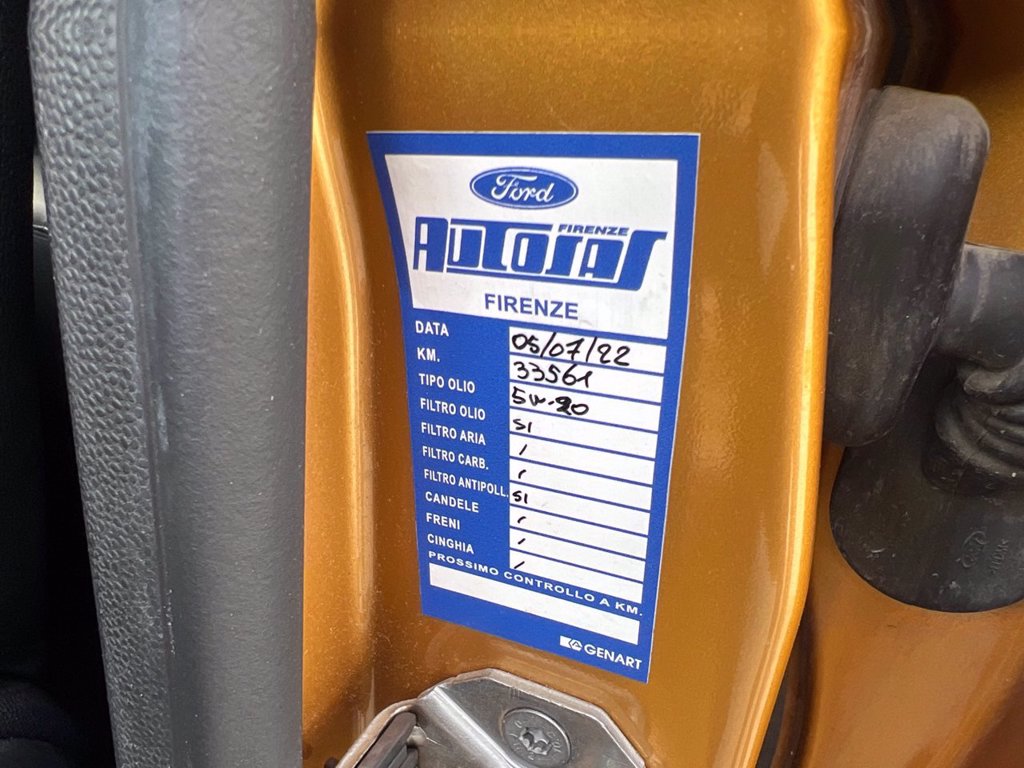 Ford
FIRENZE
AUTOSAS
FIRENZE
DATA 05/07/22
KM. 33561
TIPO OLIO 5W-20
FILTRO OLIO SI
FILTRO ARIA /
FILTRO CARB. /
FILTRO ANTIPOLL. SI
CANDELE /
FRENI /
CINGHIA /
PROSSIMO CONTROLLO A KM.
GENART